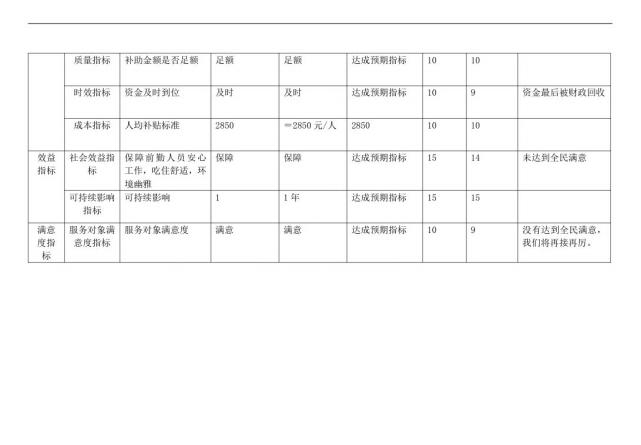 质量指标 补助金额是否足额 足额 足额 达成预期指标 10 10
时效指标 资金及时到位 及时 及时 达成预期指标 10 9 资金最后被财政回收
成本指标 人均补贴标准 2850 ＝2850 元/人 2850 10 10
效益 社会效益指 保障前勤人员安心 保障 保障 达成预期指标 15 14 未达到全民满意
指标 标 工作，吃住舒适，环
境幽雅
可持续影响 可持续影响 1 1 年 达成预期指标 15 15
指标
满意 服务对象满 服务对象满意度 满意 满意 达成预期指标 10 9 没有达到全民满意，
度指 意度指标 我们将再接再厉。
标